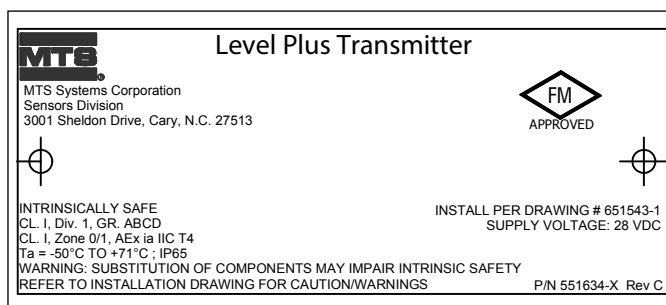 Level Plus Transmitter
MTS®
MTS Systems Corporation
Sensors Division
3001 Sheldon Drive, Cary, N.C. 27513
FM
APPROVED
INTRINSICALLY SAFE
CL. I, Div. 1, GR. ABCD
CL. I, Zone 0/1, AEx ia IIC T4
Ta = -50°C TO +71°C ; IP65
INSTALL PER DRAWING # 651543-1
SUPPLY VOLTAGE: 28 VDC
WARNING: SUBSTITUTION OF COMPONENTS MAY IMPAIR INTRINSIC SAFETY
REFER TO INSTALLATION DRAWING FOR CAUTION/WARNINGS
P/N 551634-X Rev C